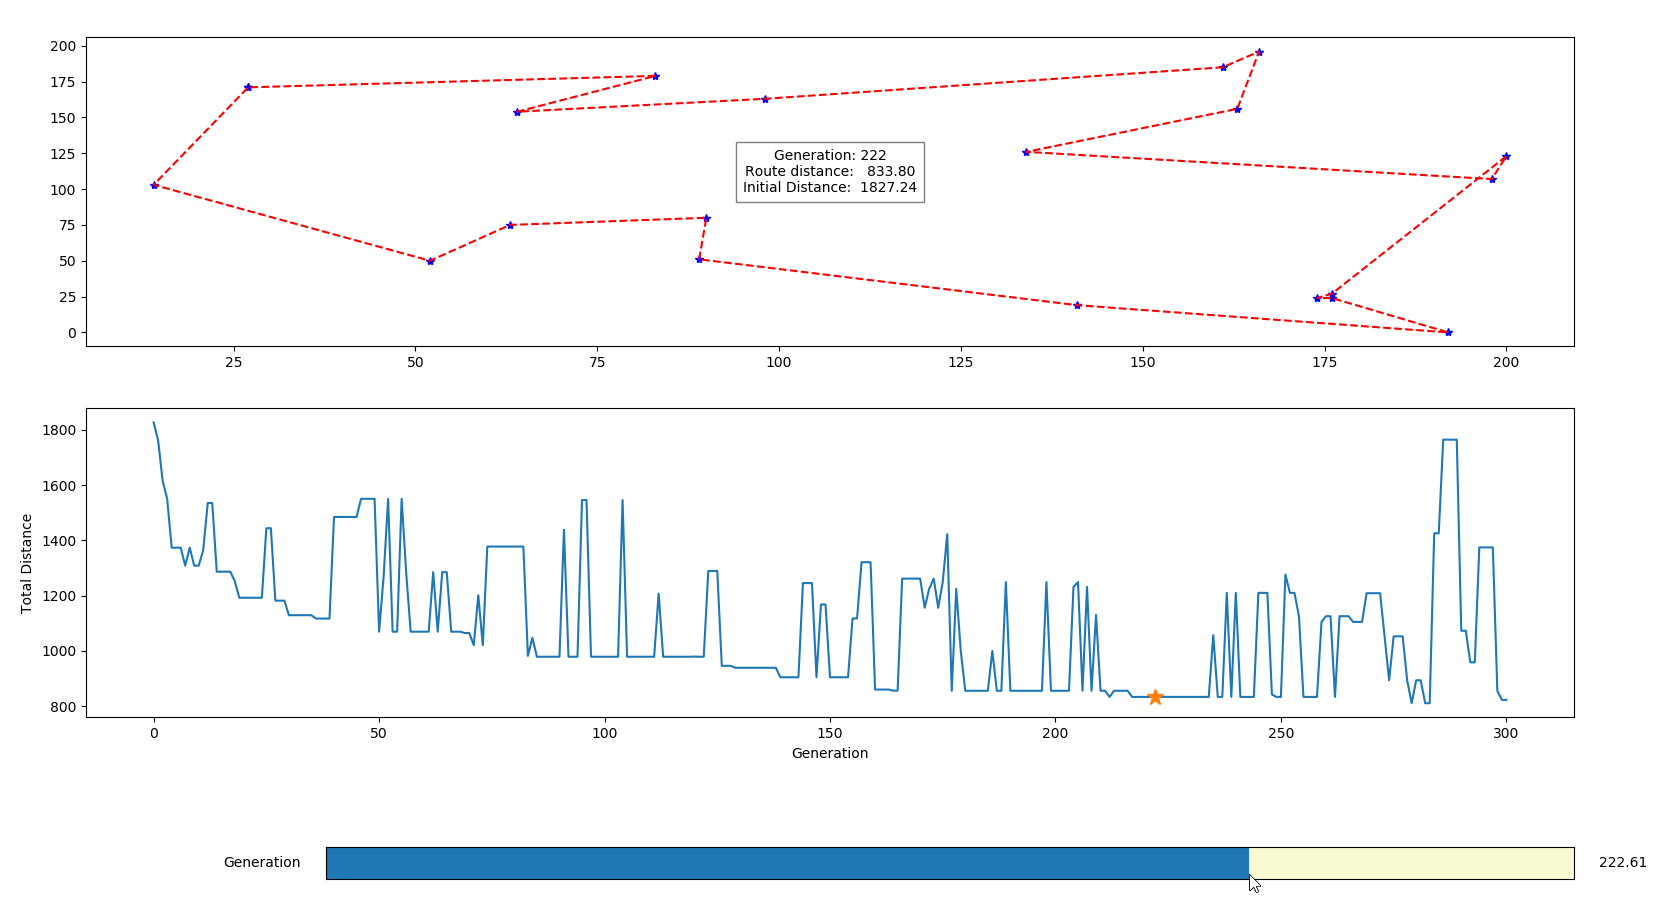 200
175
150
125
100
75
50
25
0
Generation: 222
Route distance:   833.80
Initial Distance:  1827.24
25 50 75 100 125 150 175 200
Total Distance
1800
1600
1400
1200
1000
800
0 50 100 150 200 250 300
Generation
Generation 222.61